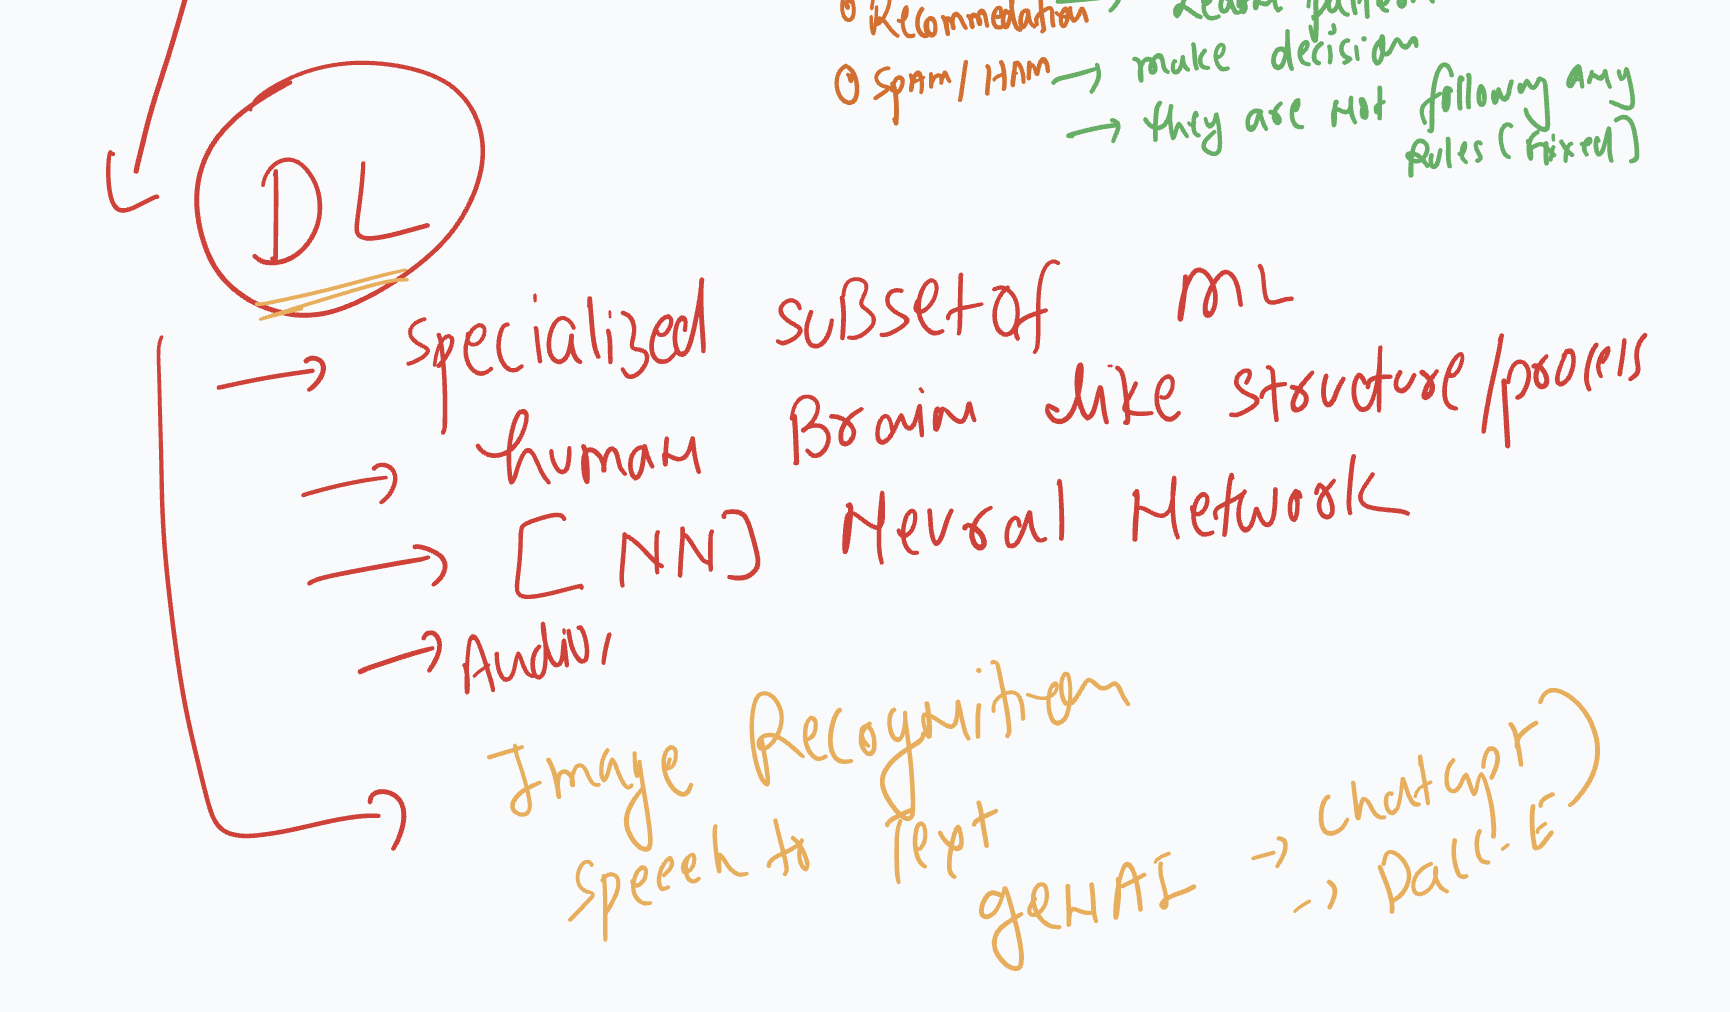 Recommedation → Learn pattern
SPAM / HAM → make decision
→ they are not following any
Rules (Fixed)
DL
→ specialized subset of ML
→ human Brain like structure/process
→ [NN] Neural Network
→ Audio,
Image Recognition
Speech to Text
genAI → Chatgpt
→ Dall-E